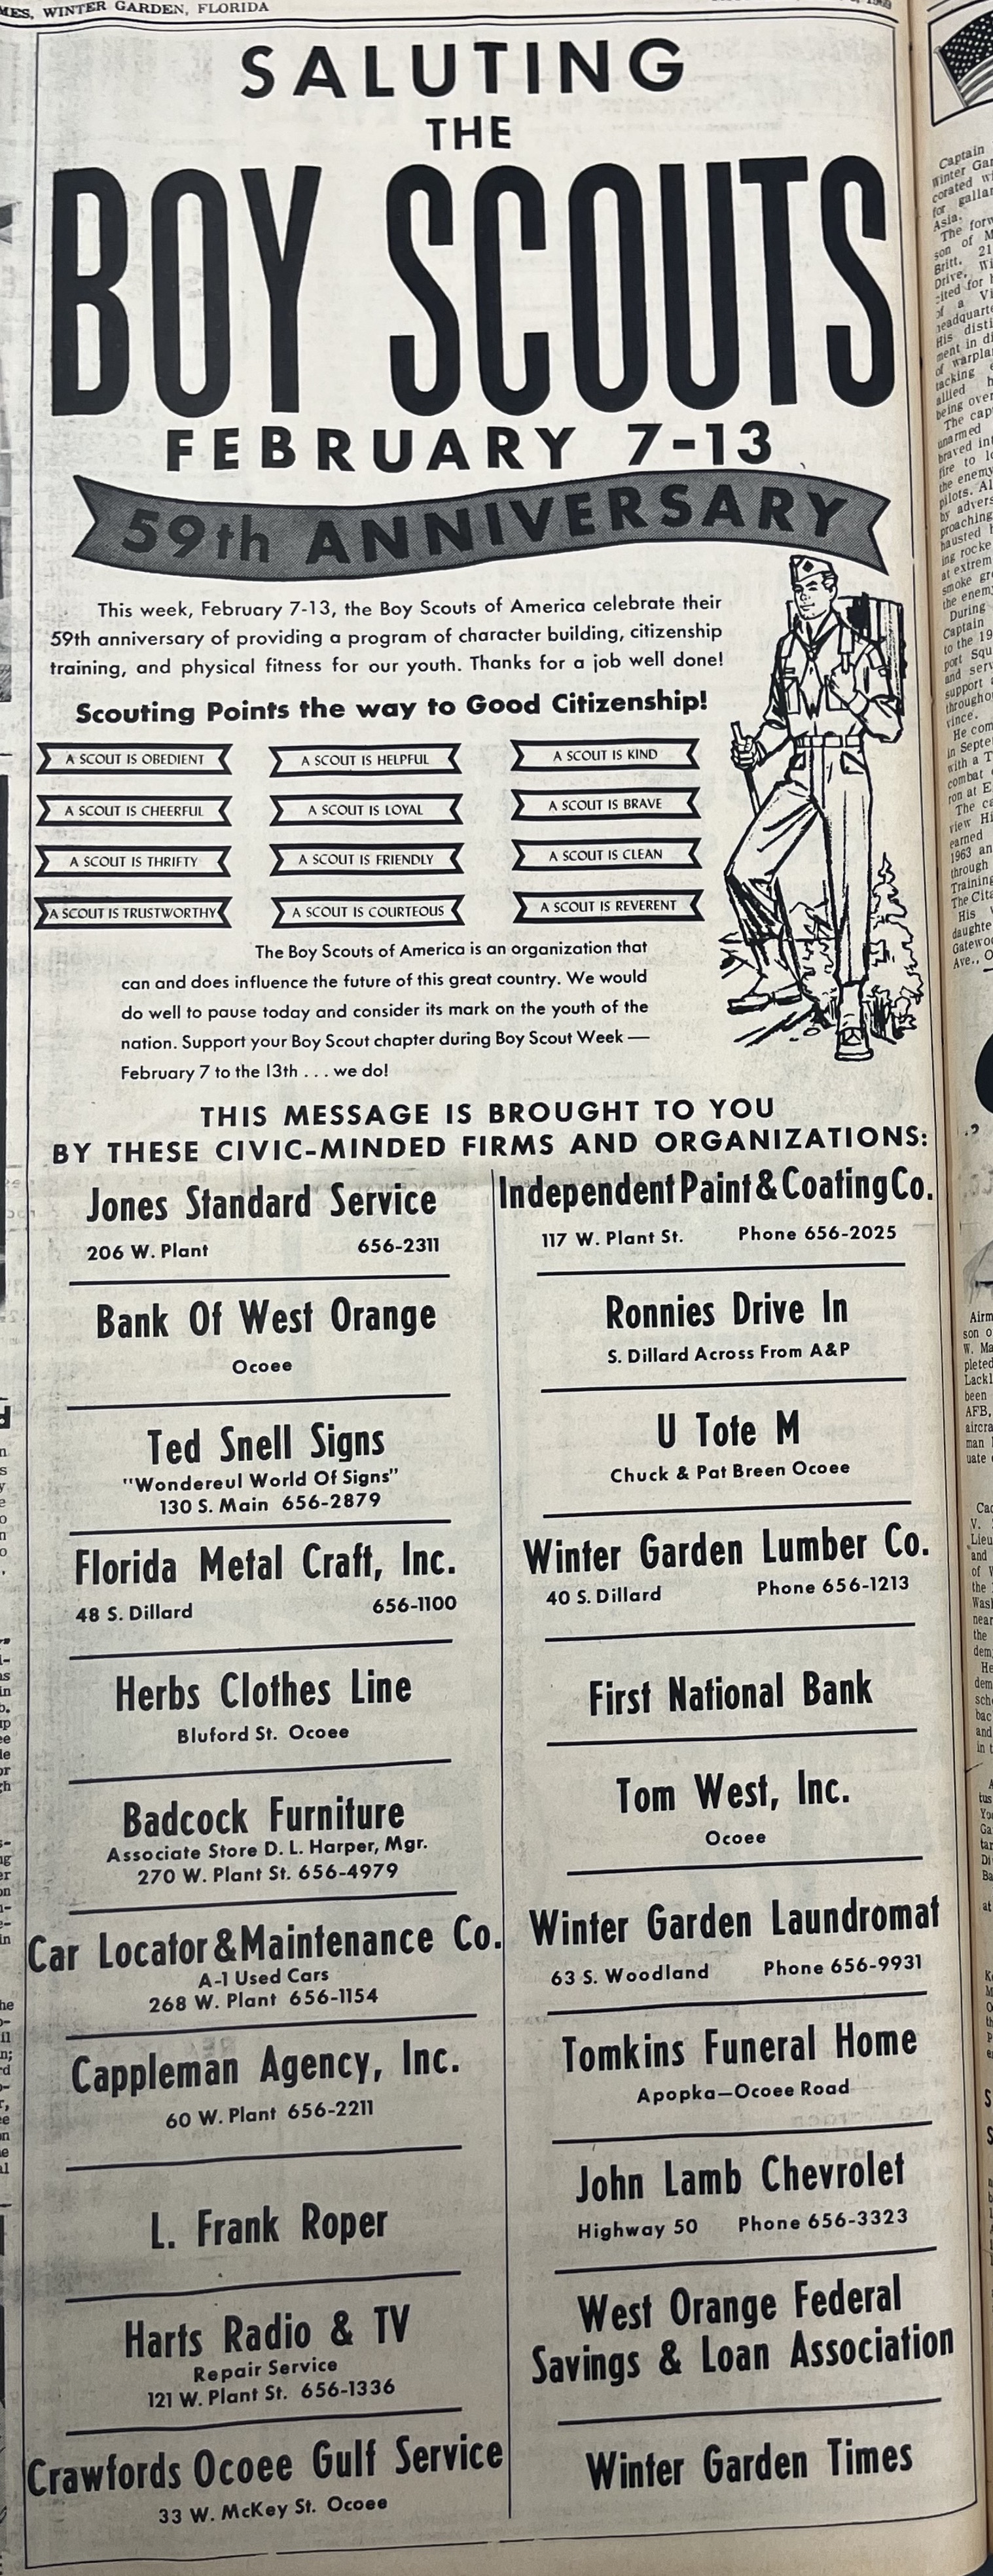 MES, WINTER GARDEN, FLORIDA
SALUTING
THE
BOY SCOUTS
FEBRUARY 7-13
59th ANNIVERSARY
This week, February 7-13, the Boy Scouts of America celebrate their
59th anniversary of providing a program of character building, citizenship
training, and physical fitness for our youth. Thanks for a job well done!
Scouting Points the way to Good Citizenship!
A SCOUT IS OBEDIENT
A SCOUT IS HELPFUL
A SCOUT IS KIND
A SCOUT IS CHEERFUL
A SCOUT IS LOYAL
A SCOUT IS BRAVE
A SCOUT IS THRIFTY
A SCOUT IS FRIENDLY
A SCOUT IS CLEAN
A SCOUT IS TRUSTWORTHY
A SCOUT IS COURTEOUS
A SCOUT IS REVERENT
The Boy Scouts of America is an organization that
can and does influence the future of this great country. We would
do well to pause today and consider its mark on the youth of the
nation. Support your Boy Scout chapter during Boy Scout Week —
February 7 to the 13th . . . we do!
THIS MESSAGE IS BROUGHT TO YOU
BY THESE CIVIC-MINDED FIRMS AND ORGANIZATIONS:
Jones Standard Service
206 W. Plant 656-2311
Bank Of West Orange
Ocoee
Ted Snell Signs
"Wondereul World Of Signs"
130 S. Main 656-2879
Florida Metal Craft, Inc.
48 S. Dillard 656-1100
Herbs Clothes Line
Bluford St. Ocoee
Badcock Furniture
Associate Store D. L. Harper, Mgr.
270 W. Plant St. 656-4979
Car Locator & Maintenance Co.
A-1 Used Cars
268 W. Plant 656-1154
Cappleman Agency, Inc.
60 W. Plant 656-2211
L. Frank Roper
Harts Radio & TV
Repair Service
121 W. Plant St. 656-1336
Crawfords Ocoee Gulf Service
33 W. McKey St. Ocoee
Independent Paint & Coating Co.
117 W. Plant St. Phone 656-2025
Ronnies Drive In
S. Dillard Across From A&P
U Tote M
Chuck & Pat Breen Ocoee
Winter Garden Lumber Co.
40 S. Dillard Phone 656-1213
First National Bank
Tom West, Inc.
Ocoee
Winter Garden Laundromat
63 S. Woodland Phone 656-9931
Tomkins Funeral Home
Apopka—Ocoee Road
John Lamb Chevrolet
Highway 50 Phone 656-3323
West Orange Federal
Savings & Loan Association
Winter Garden Times